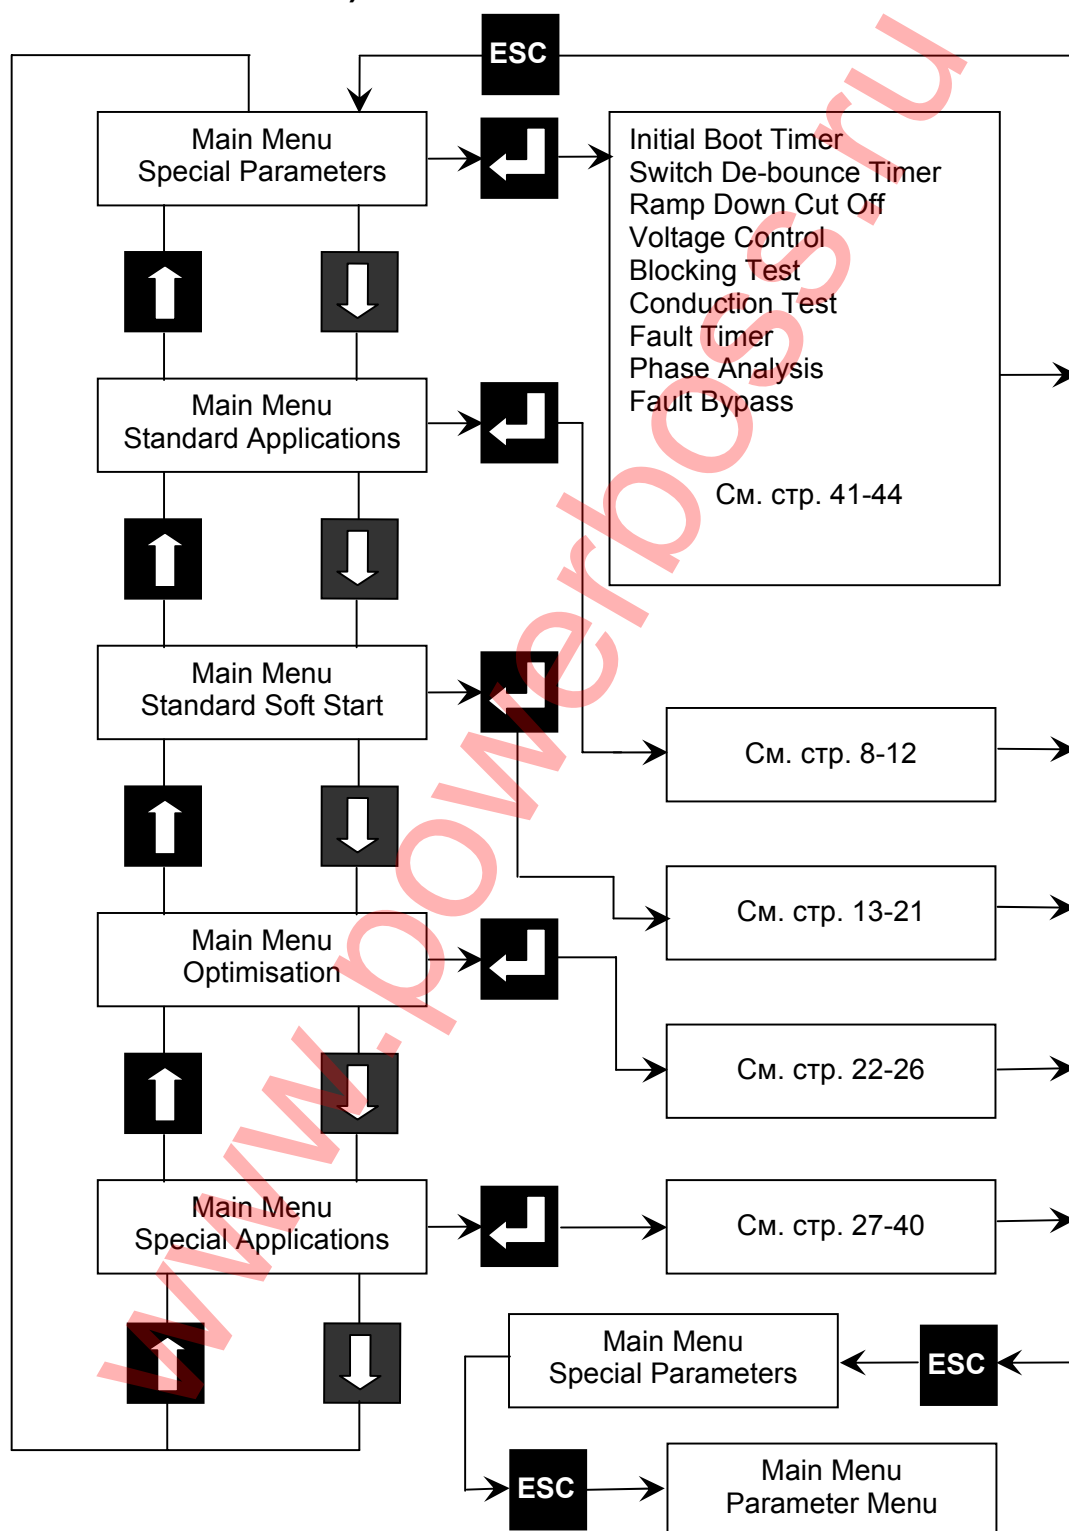 ESC
Main Menu
Special Parameters
Initial Boot Timer
Switch De-bounce Timer
Ramp Down Cut Off
Voltage Control
Blocking Test
Conduction Test
Fault Timer
Phase Analysis
Fault Bypass
См. стр. 41-44
Main Menu
Standard Applications
Main Menu
Standard Soft Start
См. стр. 8-12
См. стр. 13-21
Main Menu
Optimisation
См. стр. 22-26
Main Menu
Special Applications
См. стр. 27-40
Main Menu
Special Parameters
ESC
ESC
Main Menu
Parameter Menu
www.powerboss.ru